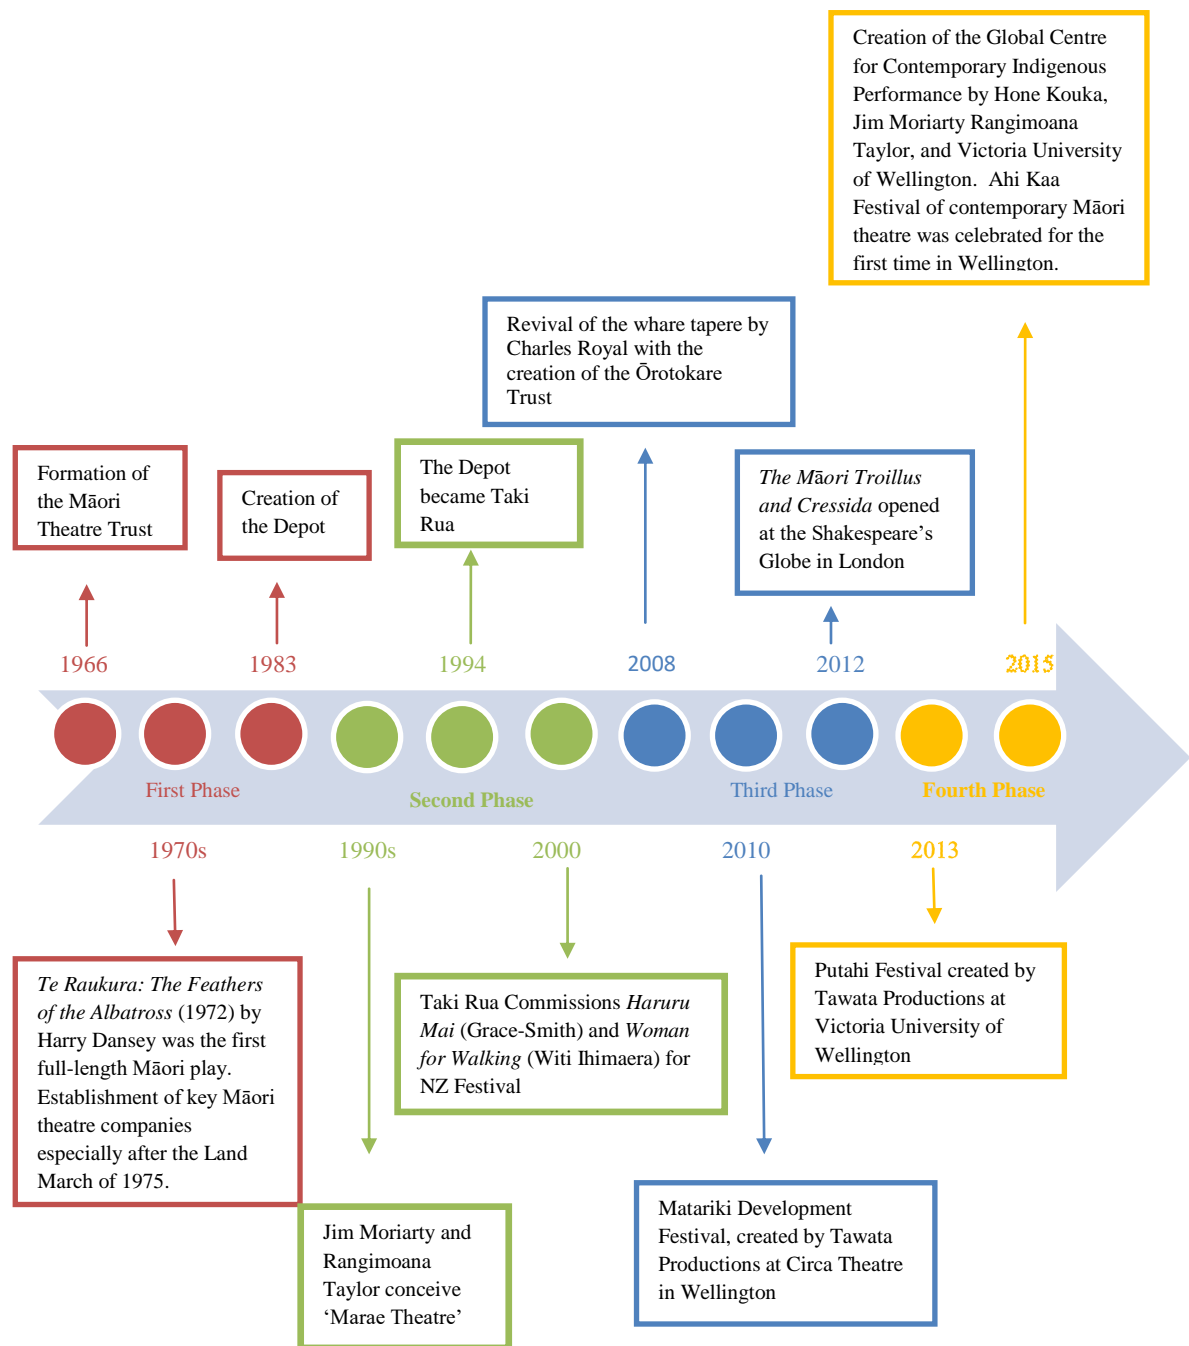 Creation of the Global Centre
for Contemporary Indigenous
Performance by Hone Kouka,
Jim Moriarty Rangimoana
Taylor, and Victoria University
of Wellington.  Ahi Kaa
Festival of contemporary Māori
theatre was celebrated for the
first time in Wellington.
Revival of the whare tapere by
Charles Royal with the
creation of the Ōrotokare
Trust
Formation of
the Māori
Theatre Trust
Creation of
the Depot
The Depot
became Taki
Rua
The Māori Troillus
and Cressida opened
at the Shakespeare’s
Globe in London
1966
1983
1994
2008
2012
2015
First Phase
Second Phase
Third Phase
Fourth Phase
1970s
1990s
2000
2010
2013
Te Raukura: The Feathers
of the Albatross (1972) by
Harry Dansey was the first
full-length Māori play.
Establishment of key Māori
theatre companies
especially after the Land
March of 1975.
Taki Rua Commissions Haruru
Mai (Grace-Smith) and Woman
for Walking (Witi Ihimaera) for
NZ Festival
Putahi Festival created by
Tawata Productions at
Victoria University of
Wellington
Jim Moriarty and
Rangimoana
Taylor conceive
‘Marae Theatre’
Matariki Development
Festival, created by Tawata
Productions at Circa Theatre
in Wellington